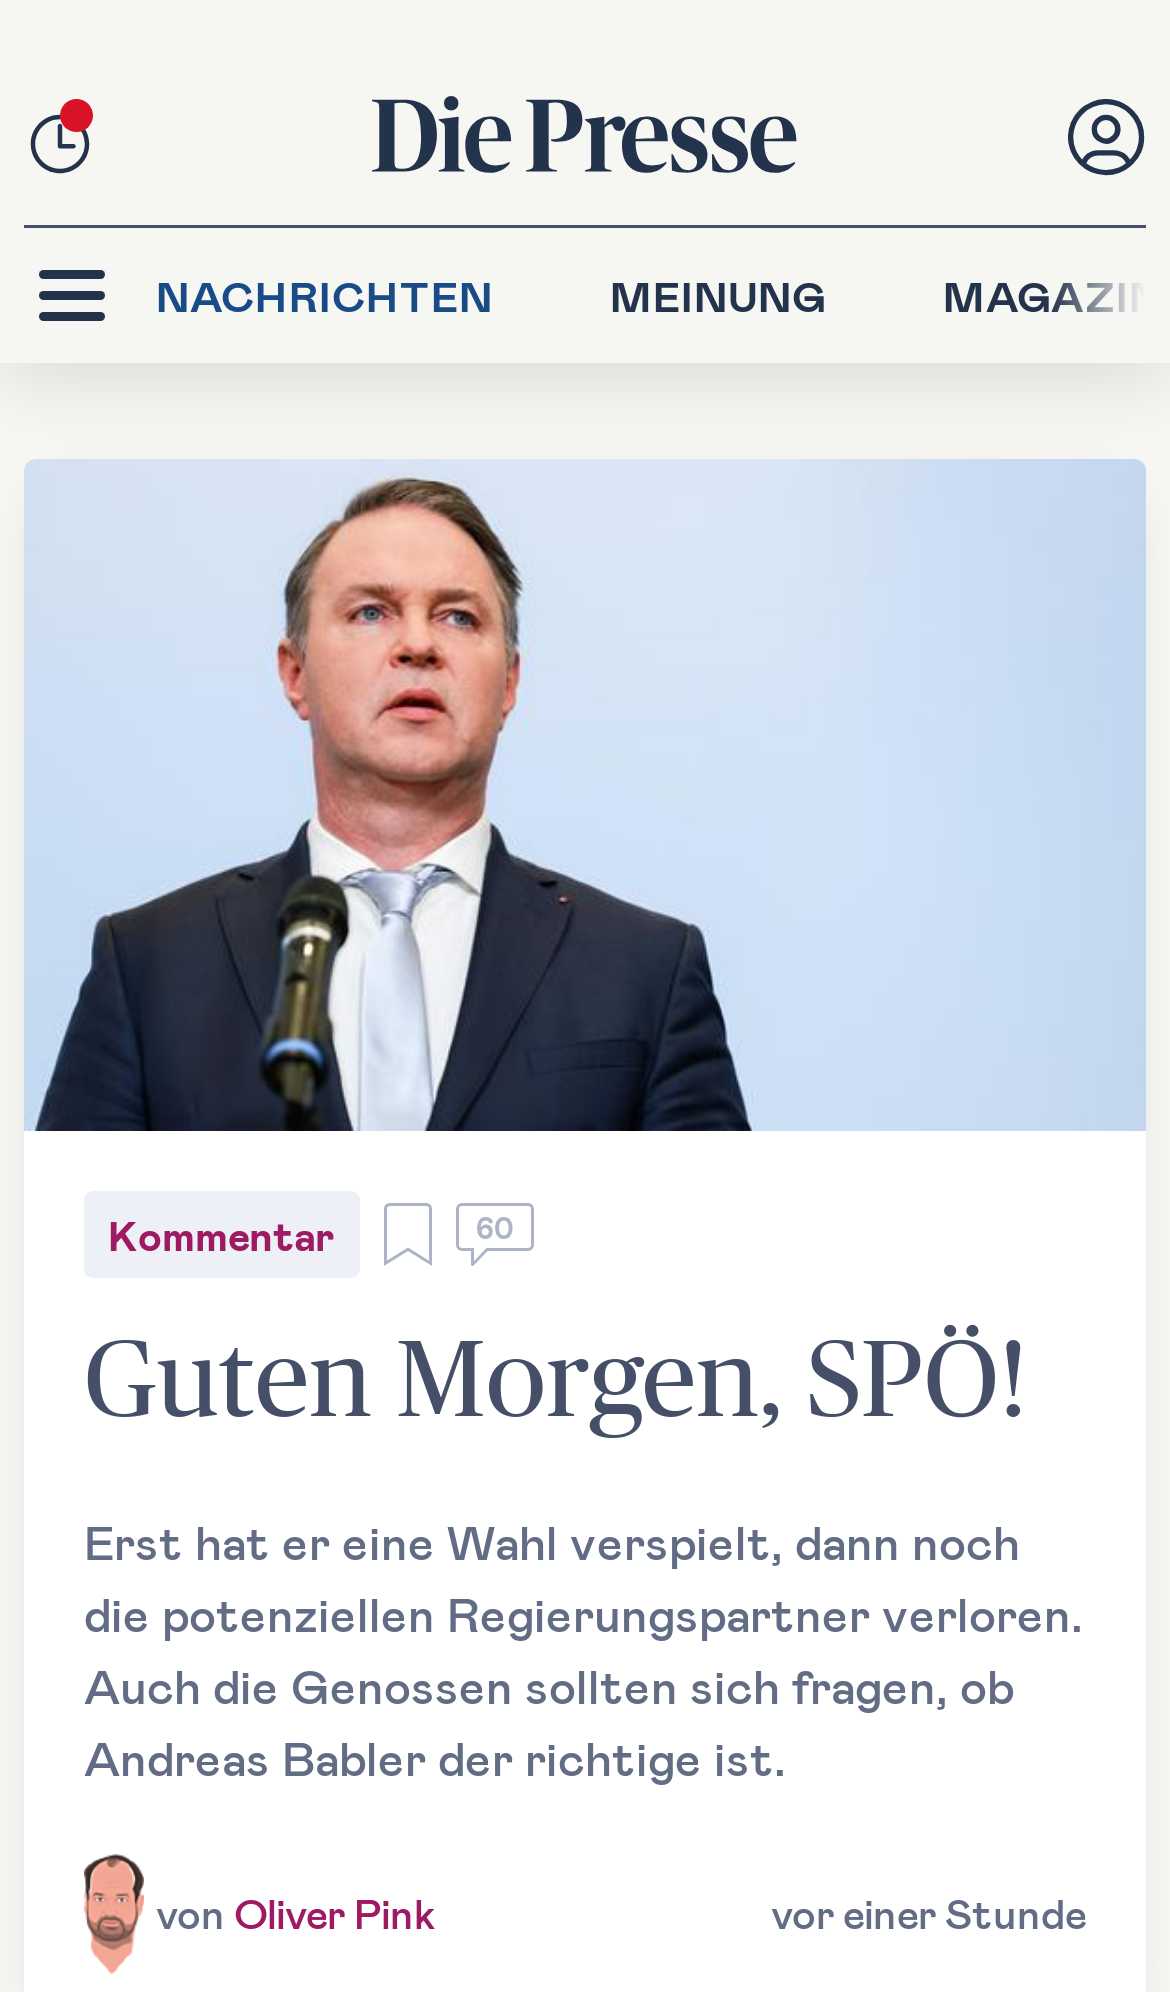 Die Presse
NACHRICHTEN MEINUNG MAGAZIN
Kommentar 60
Guten Morgen, SPÖ!
Erst hat er eine Wahl verspielt, dann noch
die potenziellen Regierungspartner verloren.
Auch die Genossen sollten sich fragen, ob
Andreas Babler der richtige ist.
von Oliver Pink vor einer Stunde